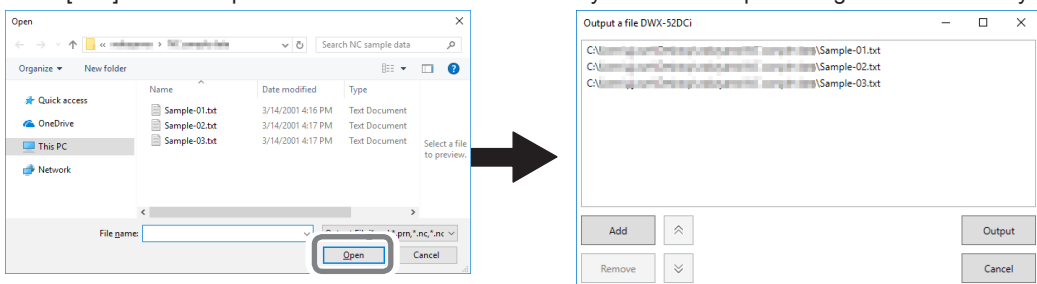 Open
Search NC sample data
Organize
New folder
Name
Date modified
Type
Quick access
OneDrive
This PC
Network
Sample-01.txt
3/14/2001 4:16 PM
Text Document
Sample-02.txt
3/14/2001 4:17 PM
Text Document
Sample-03.txt
3/14/2001 4:17 PM
Text Document
Select a file
to preview.
File name:
*.prn,*.nc,*.nc
Open
Cancel
Output a file DWX-52DCi
C:\ \Sample-01.txt
C:\ \Sample-02.txt
C:\ \Sample-03.txt
Add
Output
Remove
Cancel